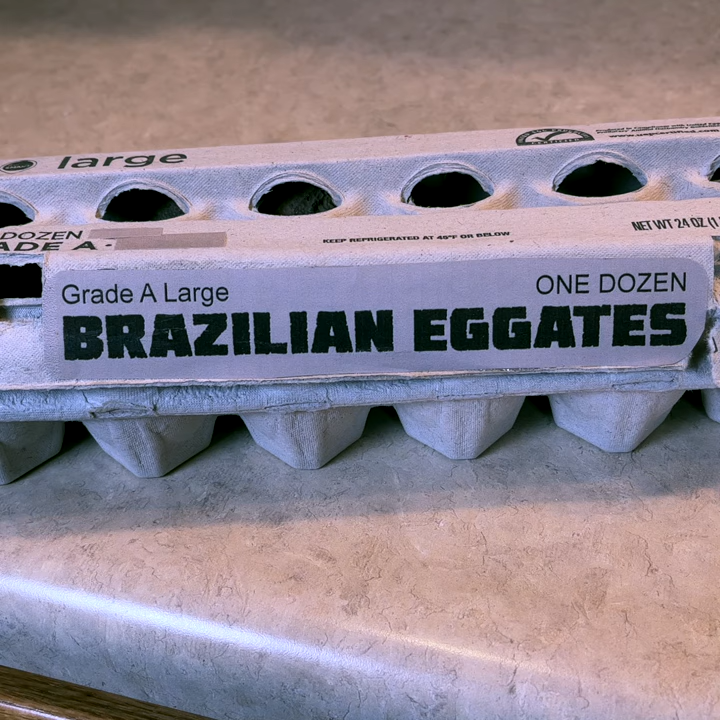 large
DOZEN
ADE A
KEEP REFRIGERATED AT 45°F OR BELOW
NET WT 24 OZ (1
Grade A Large
ONE DOZEN
BRAZILIAN EGGATES